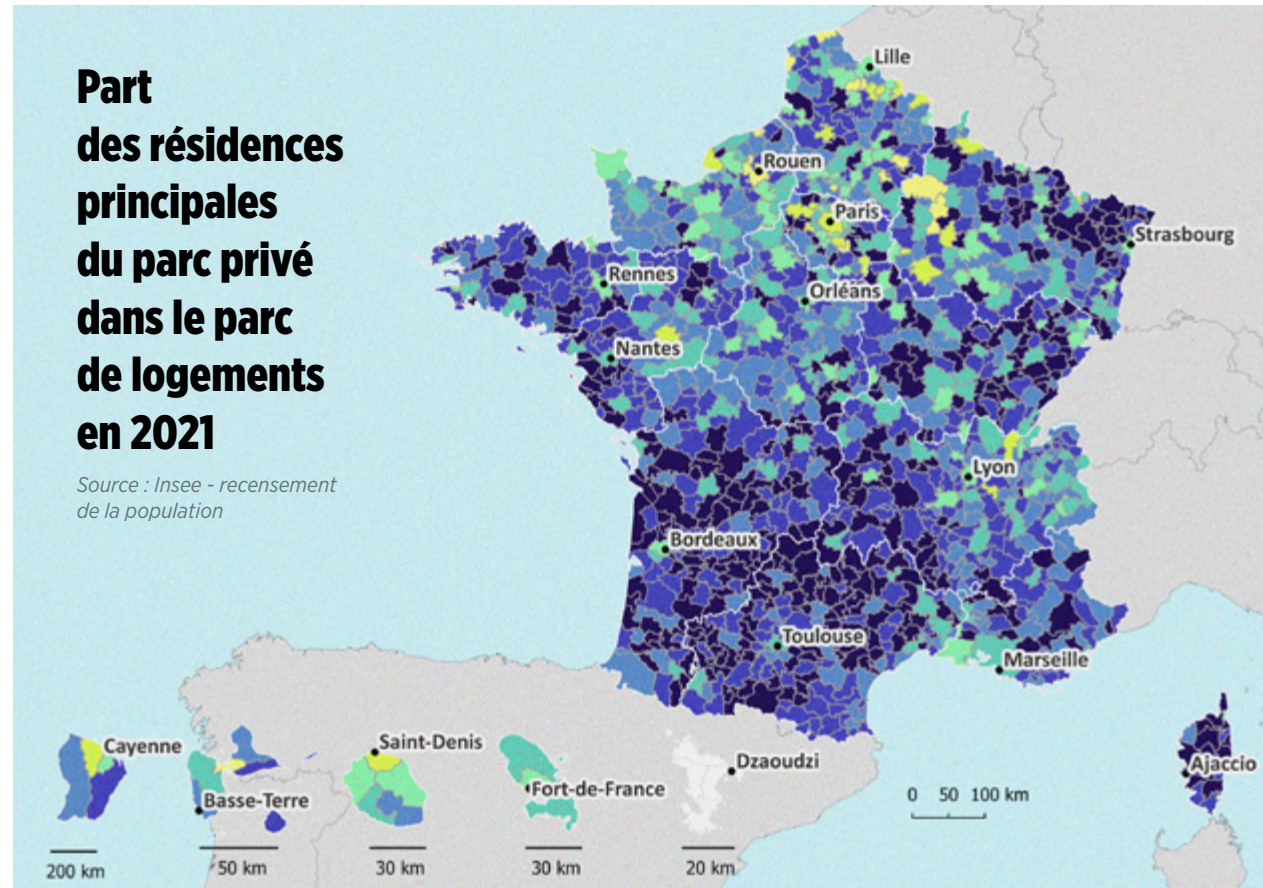 Part
des résidences
principales
du parc privé
dans le parc
de logements
en 2021
Source : Insee - recensement
de la population
Lille
Rouen
Paris
Strasbourg
Rennes
Orléans
Nantes
Lyon
Bordeaux
Toulouse
Marseille
Cayenne
Saint-Denis
Dzaoudzi
Ajaccio
Fort-de-France
Basse-Terre
0 50 100 km
200 km
50 km
30 km
30 km
20 km